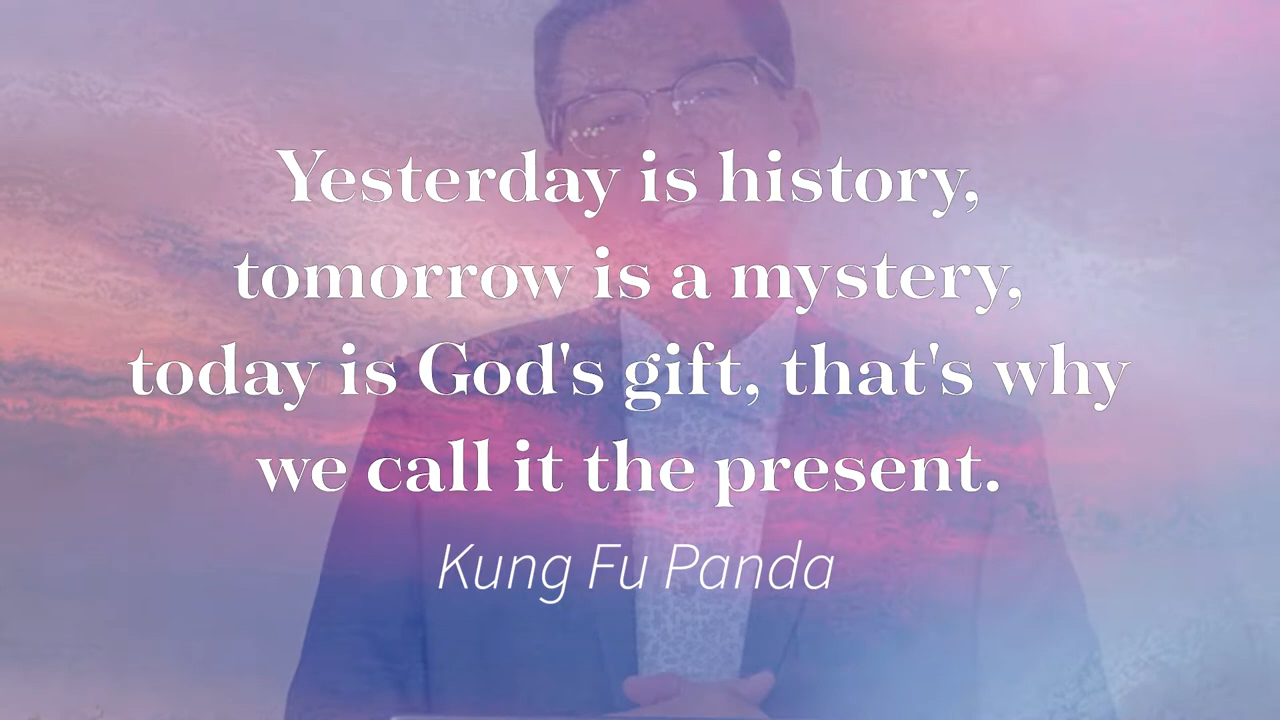 Yesterday is history,
tomorrow is a mystery,
today is God's gift, that's why
we call it the present.
Kung Fu Panda